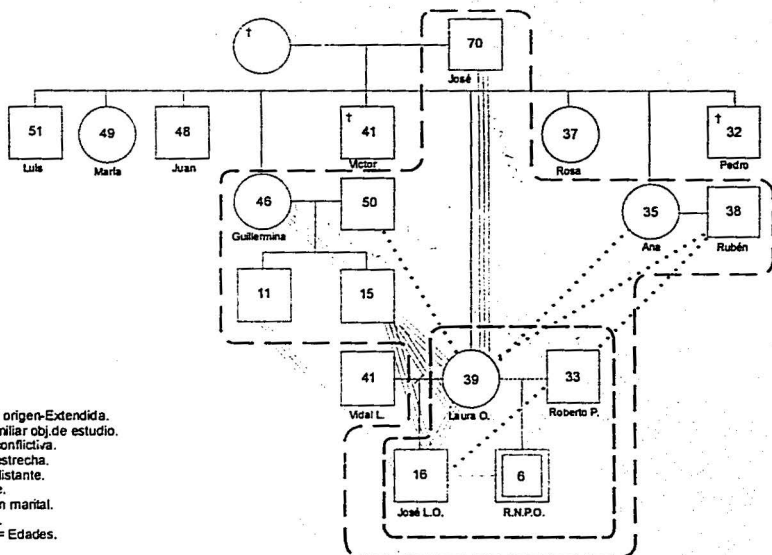 †
70
José
51
Luis
49
María
48
Juan
†
41
Victor
37
Rosa
†
32
Pedro
46
Guillermina
50
35
Ana
38
Rubén
11
15
41
Vidal L.
39
Laura O.
33
Roberto P.
16
José L.O.
6
R.N.P.O.
origen-Extendida.
miliar obj.de estudio.
conflictiva.
estrecha.
distante.
e.
n marital.
= Edades.